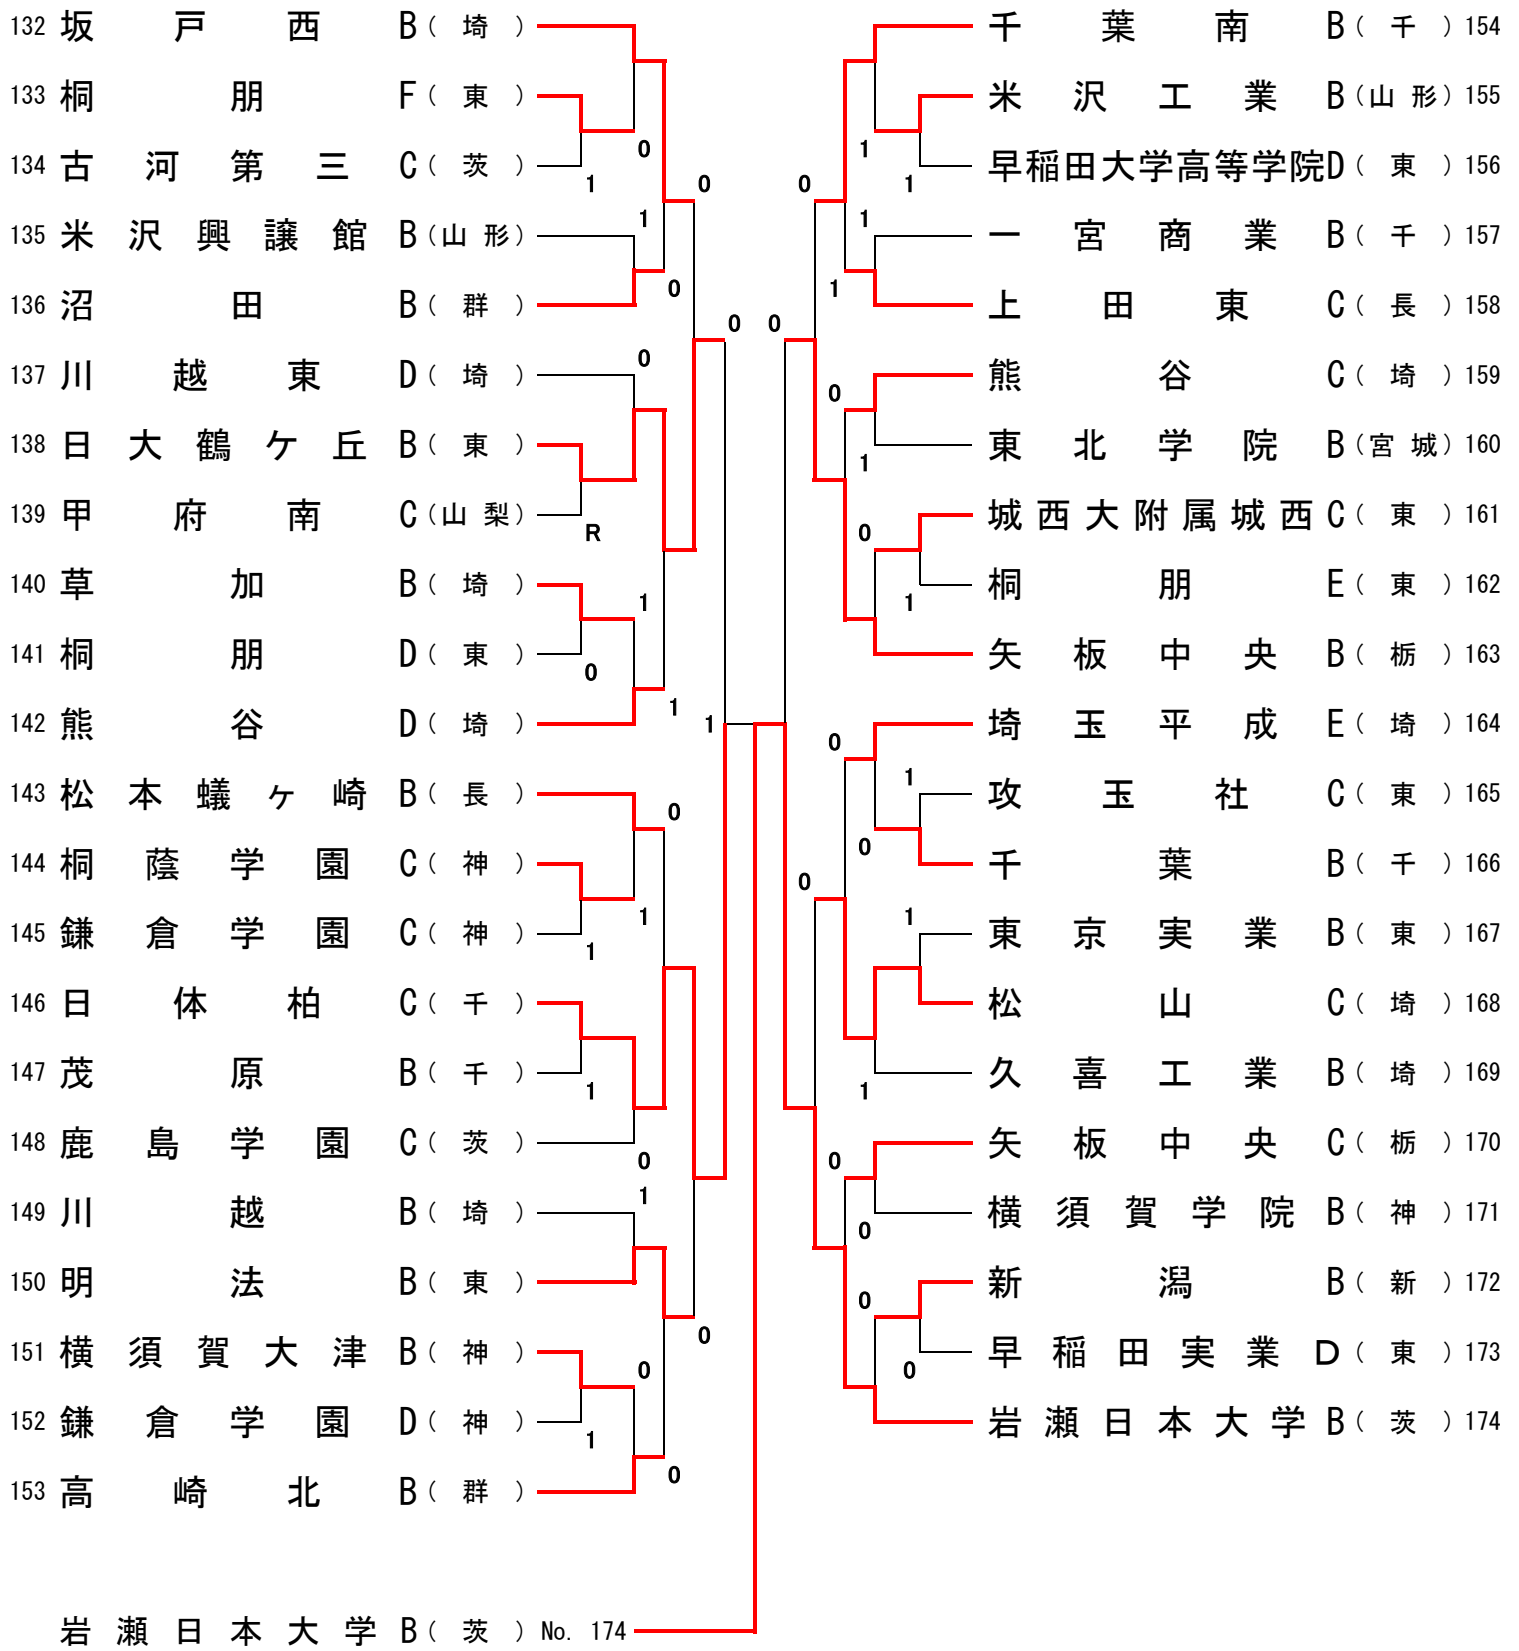 132 坂戸西 B ( 埼 )
133 桐朋 F ( 東 )
134 古河第三 C ( 茨 )
135 米沢興譲館 B (山形)
136 沼田 B ( 群 )
137 川越東 D ( 埼 )
138 日大鶴ケ丘 B ( 東 )
139 甲府南 C (山梨)
140 草加 B ( 埼 )
141 桐朋 D ( 東 )
142 熊谷 D ( 埼 )
143 松本蟻ヶ崎 B ( 長 )
144 桐蔭学園 C ( 神 )
145 鎌倉学園 C ( 神 )
146 日体柏 C ( 千 )
147 茂原 B ( 千 )
148 鹿島学園 C ( 茨 )
149 川越 B ( 埼 )
150 明法 B ( 東 )
151 横須賀大津 B ( 神 )
152 鎌倉学園 D ( 神 )
153 高崎北 B ( 群 )
0
1
1
0
0
R
1
0
1
0
1
1
1
0
1
0
1
0
0
0
0
0
1
0
0
1
1
1
1
0
1
0
1
0
1
0
1
0
1
0
0
0
0
千葉南 B ( 千 ) 154
米沢工業 B (山形) 155
早稲田大学高等学院D ( 東 ) 156
一宮商業 B ( 千 ) 157
上田東 C ( 長 ) 158
熊谷 C ( 埼 ) 159
東北学院 B (宮城) 160
城西大附属城西 C ( 東 ) 161
桐朋 E ( 東 ) 162
矢板中央 B ( 栃 ) 163
埼玉平成 E ( 埼 ) 164
攻玉社 C ( 東 ) 165
千葉 B ( 千 ) 166
東京実業 B ( 東 ) 167
松山 C ( 埼 ) 168
久喜工業 B ( 埼 ) 169
矢板中央 C ( 栃 ) 170
横須賀学院 B ( 神 ) 171
新潟 B ( 新 ) 172
早稲田実業 D ( 東 ) 173
岩瀬日本大学 B ( 茨 ) 174
岩瀬日本大学 B ( 茨 ) No. 174